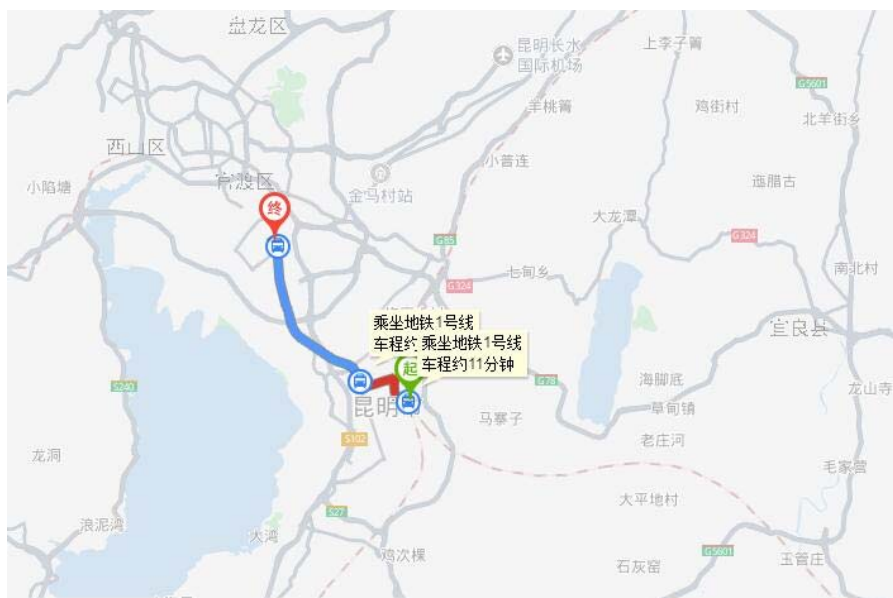 盘龙区
昆明长水
国际机场
上李子箐
G5601
羊桃箐
鸡街村
北羊街乡
西山区
小普连
官渡区
金马村站
小陷塘
迤腊古
终
大龙潭
G85
G324
七甸乡
G324
南北村
乘坐地铁1号线
车程约
乘坐地铁1号线
车程约11分钟
宜良县
起
G78
海脚底
龙山寺
S240
昆明
草甸镇
马寨子
S102
老庄河
龙洞
毛家营
大平地村
S27
浪泥湾
大湾
鸡次棵
G5601
石灰窑
玉管庄